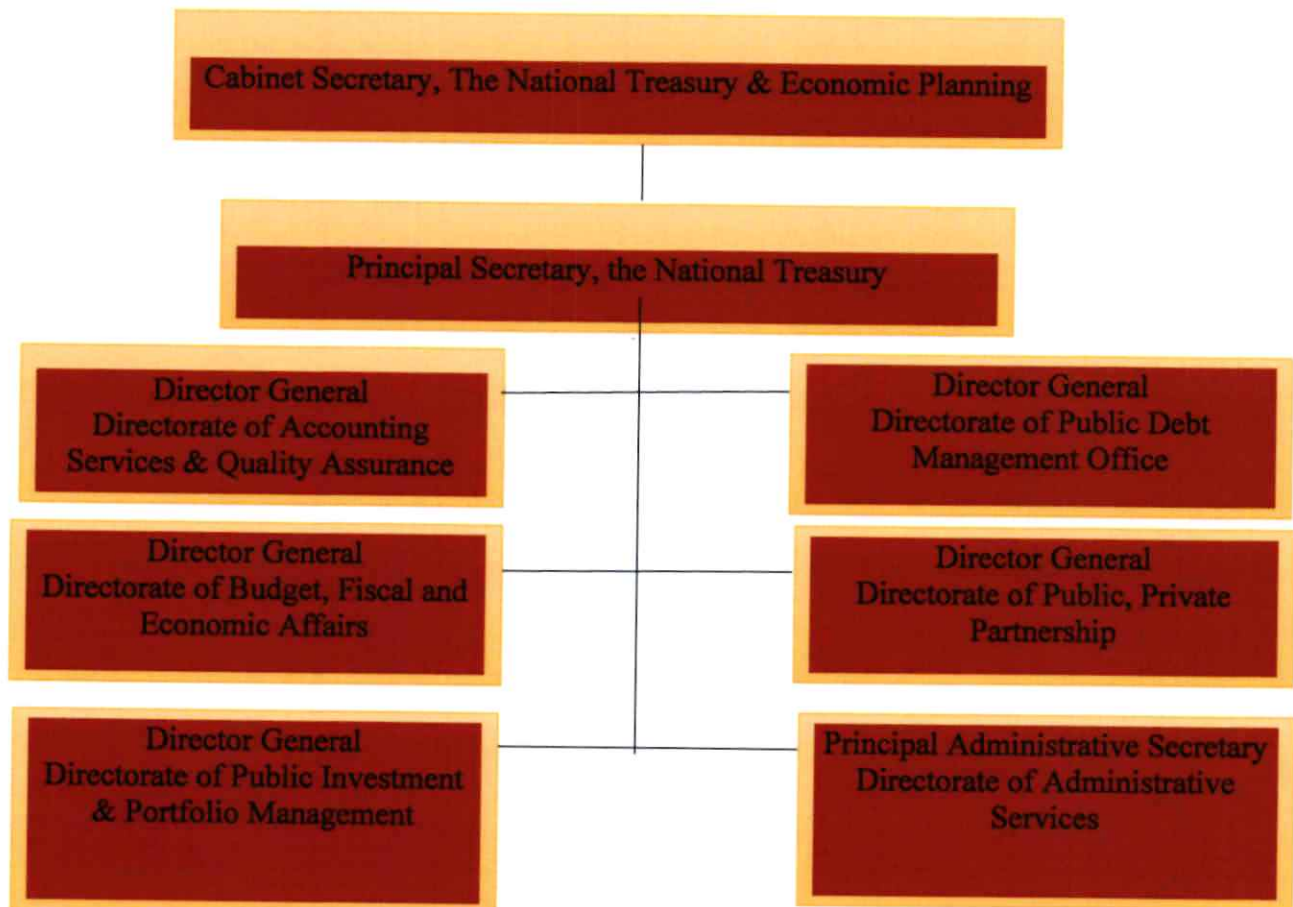 Cabinet Secretary, The National Treasury & Economic Planning
Principal Secretary, the National Treasury
Director General
Directorate of Accounting
Services & Quality Assurance
Director General
Directorate of Public Debt
Management Office
Director General
Directorate of Budget, Fiscal and
Economic Affairs
Director General
Directorate of Public, Private
Partnership
Director General
Directorate of Public Investment
& Portfolio Management
Principal Administrative Secretary
Directorate of Administrative
Services